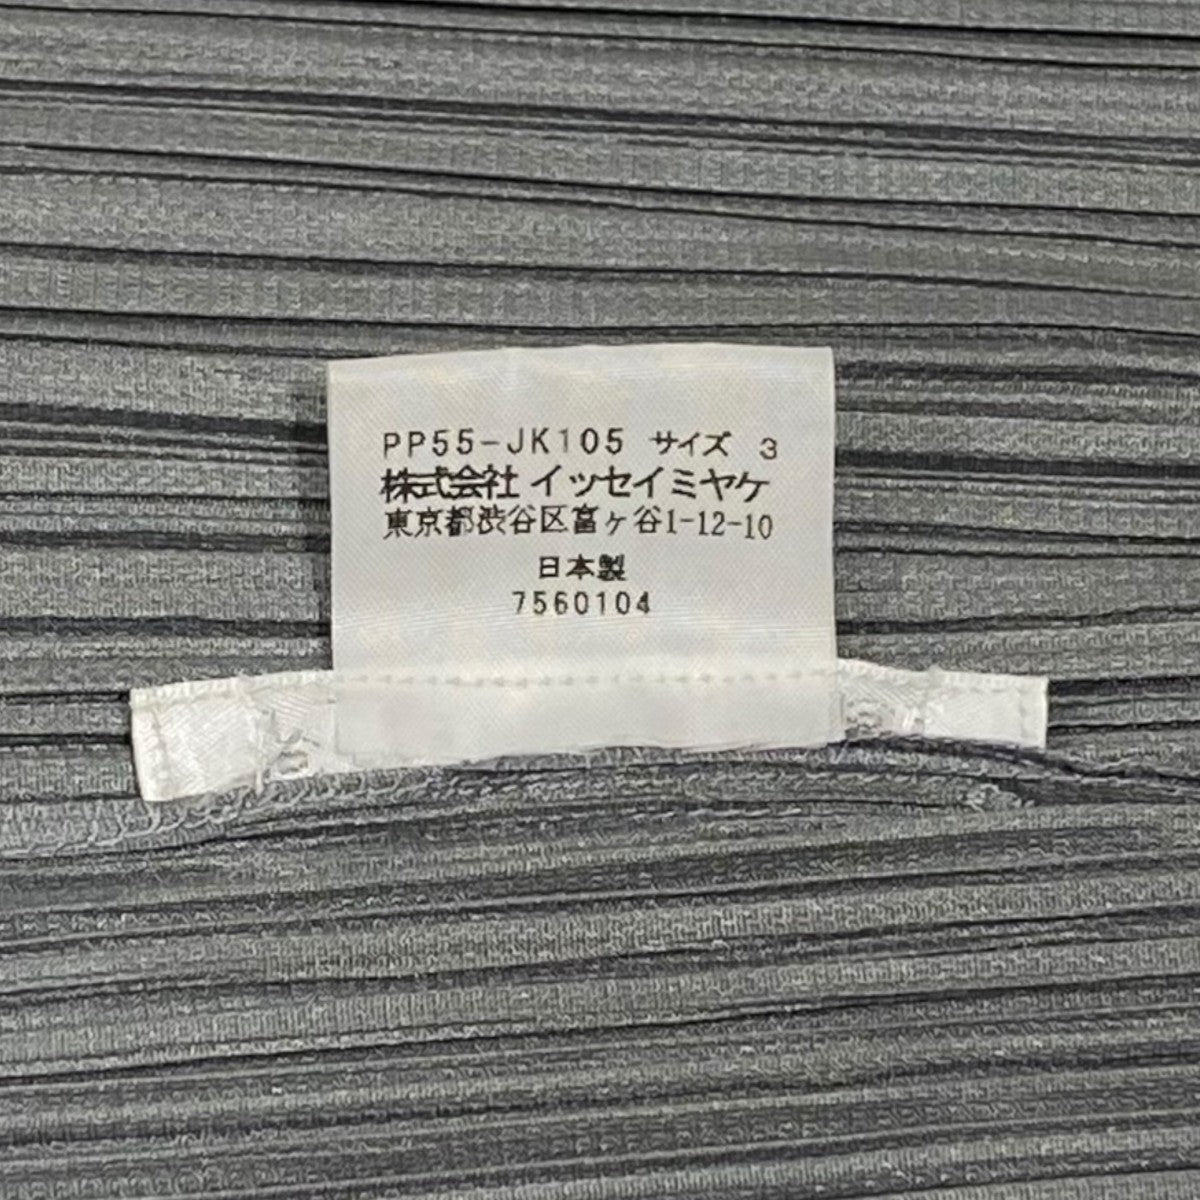 PP55-JK105 サイズ 3
株式会社 イッセイミヤケ
東京都渋谷区富ヶ谷1-12-10
日本製
7560104